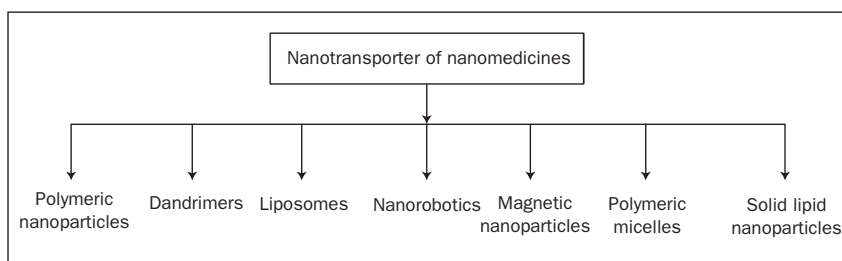 Nanotransporter of nanomedicines
Polymeric
nanoparticles
Dandrimers
Liposomes
Nanorobotics
Magnetic
nanoparticles
Polymeric
micelles
Solid lipid
nanoparticles